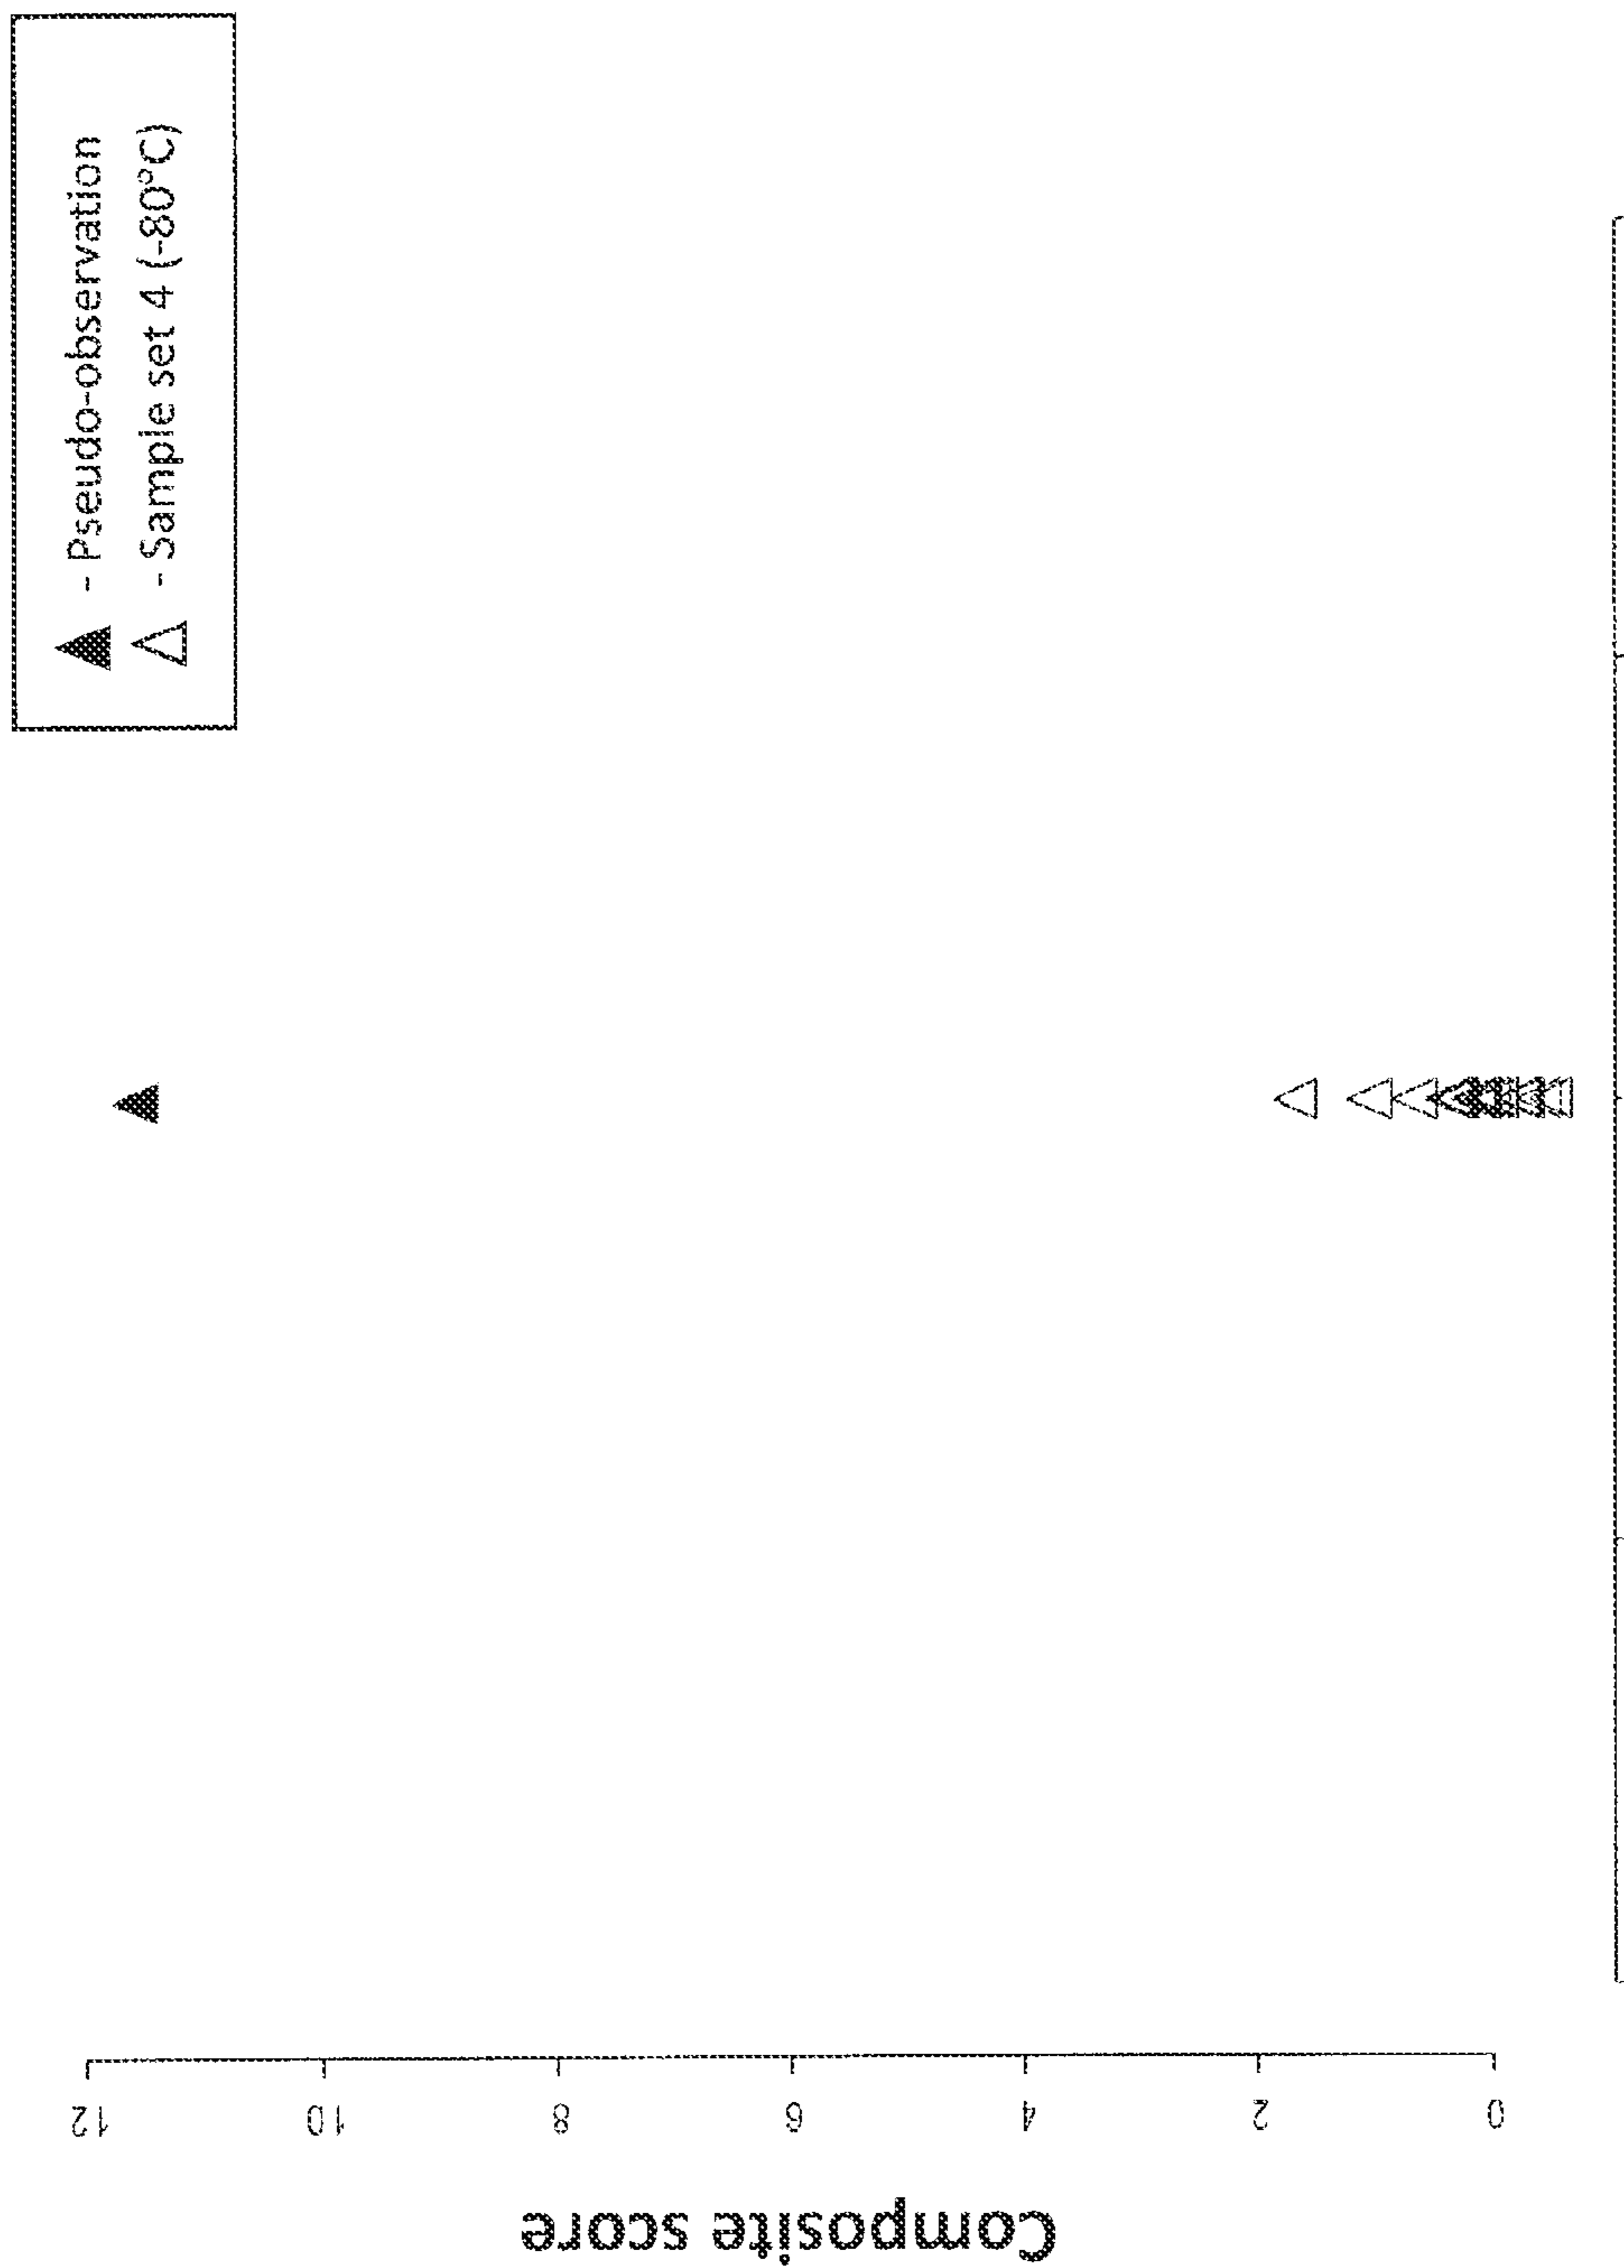 - Pseudo-observation
- Sample set 4 (-80°C)
12
10
8
6
4
2
0
Composite score